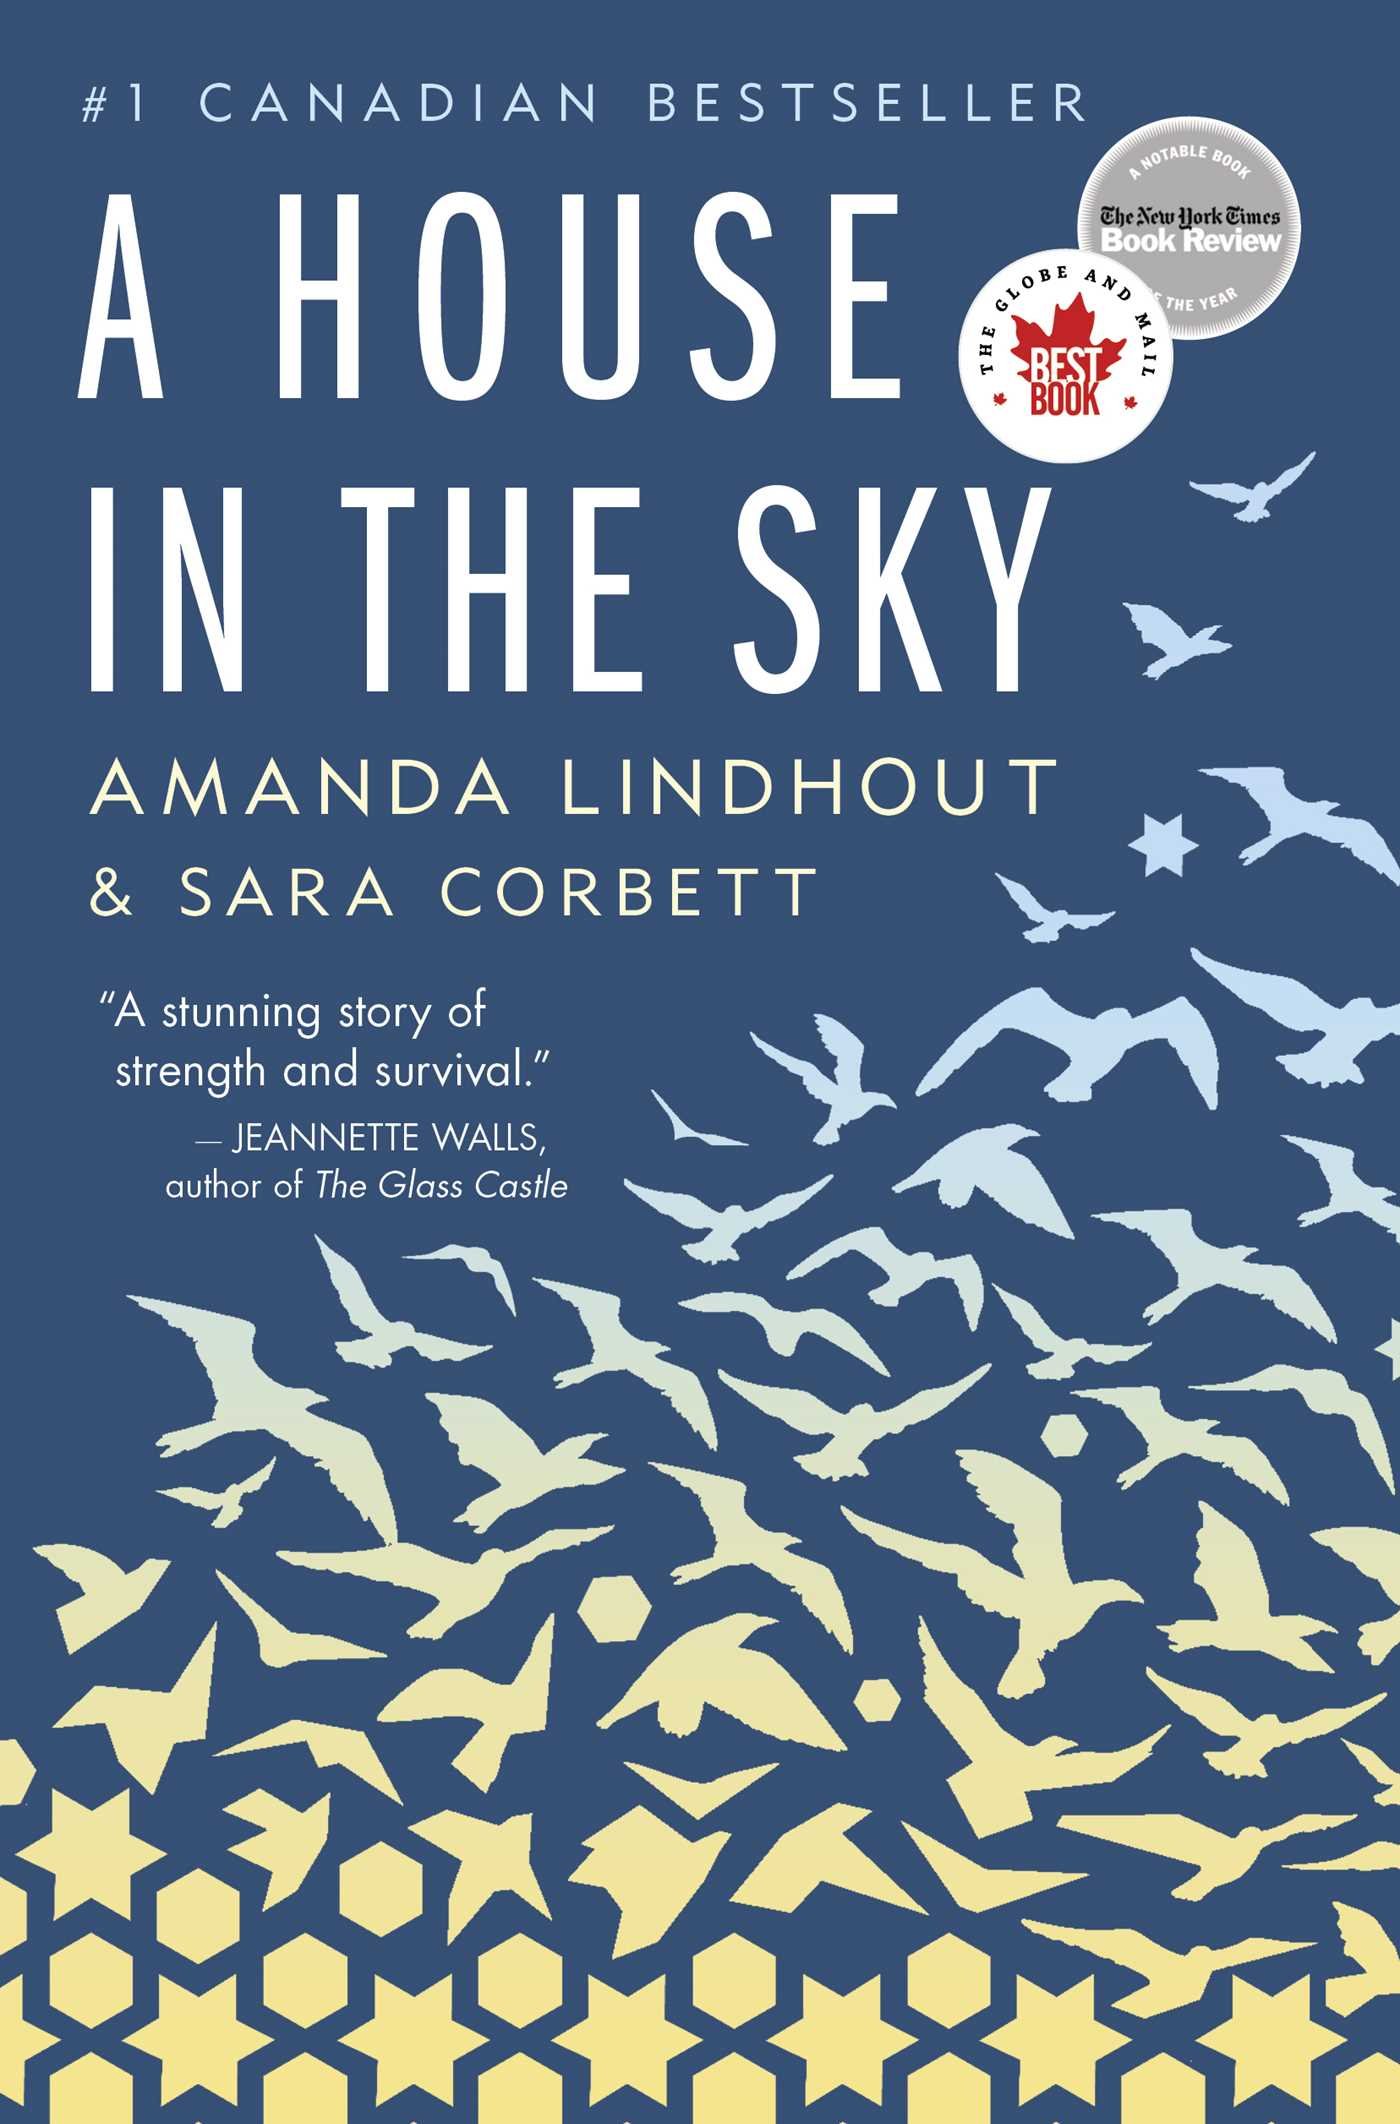 #1 CANADIAN BESTSELLER
A NOTABLE BOOK
The New York Times
Book Review
THE YEAR
THE GLOBE AND MAIL
BEST
BOOK
A HOUSE
IN THE SKY
AMANDA LINDHOUT
& SARA CORBETT
“A stunning story of
strength and survival.”
— JEANNETTE WALLS,
author of The Glass Castle